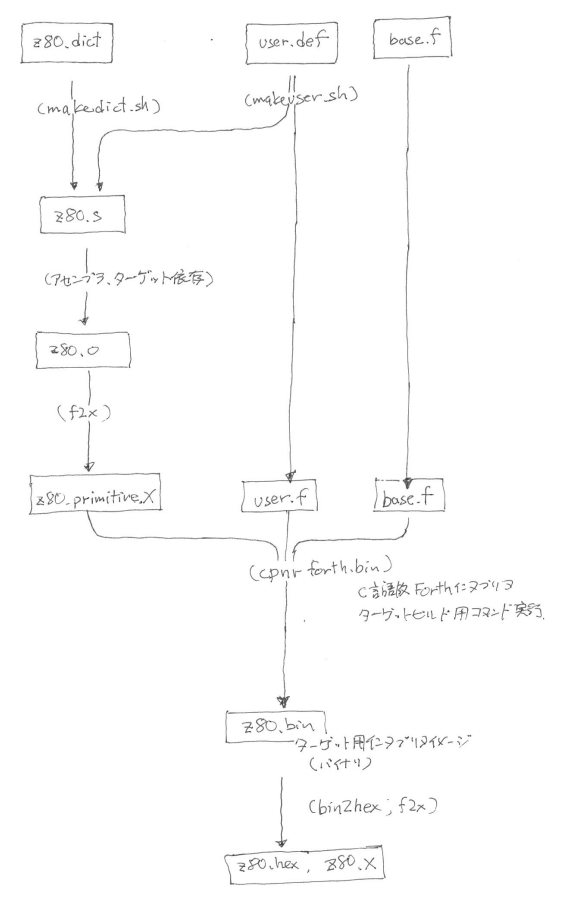 z80.dict
user.def
base.f
(makedict.sh)
(makeuser.sh)
z80.s
(アセンブラ、ターゲット依存)
z80.o
(f2x)
z80_primitive.X
user.f
base.f
(cpnr forth.bin)
C言語版 Forthインタプリタ
ターゲットビルド用コマンド実行.
z80.bin
ターゲット用インタプリタイメージ
(バイナリ)
(bin2hex ; f2x)
z80.hex, z80.X